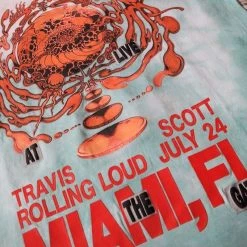 LIVE
AT
TRAVIS SCOTT
ROLLING LOUD JULY 24
MIAMI, FL
THE